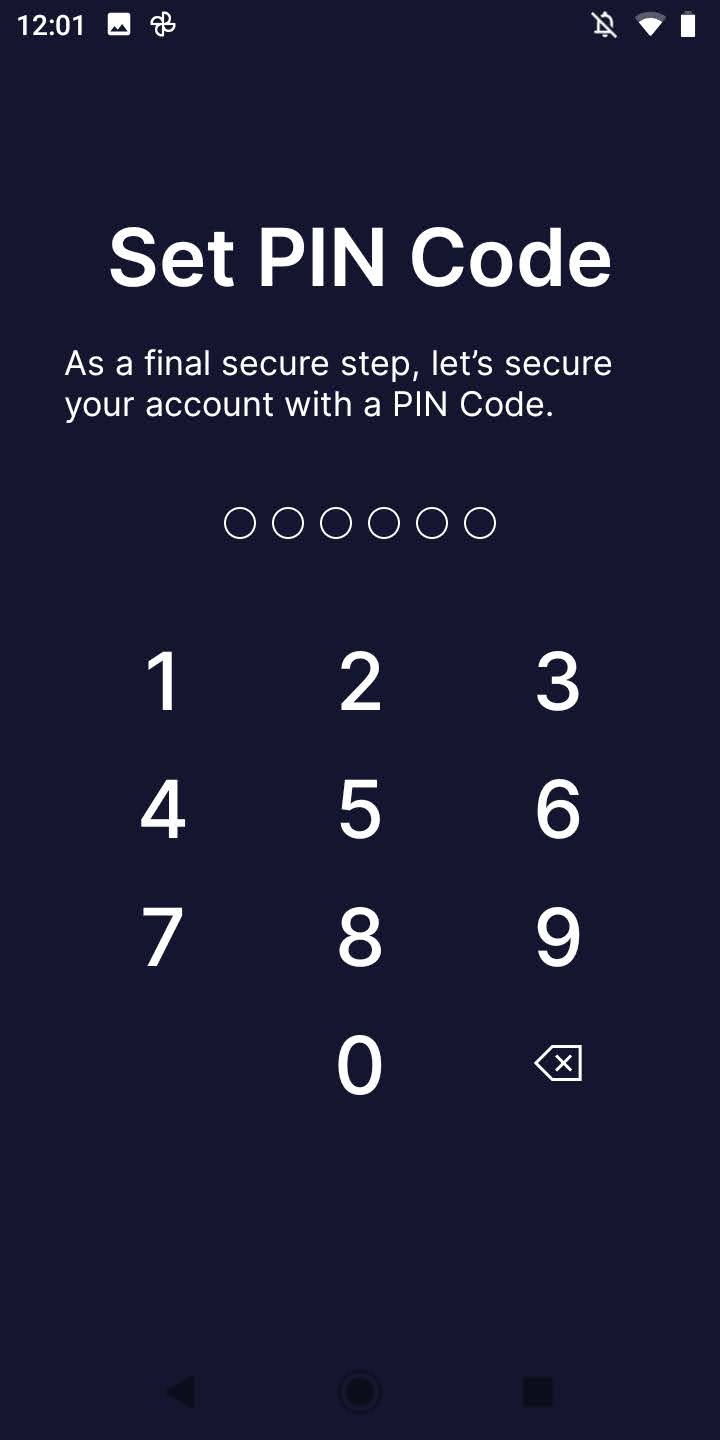 12:01
Set PIN Code
As a final secure step, let’s secure
your account with a PIN Code.
1 2 3
4 5 6
7 8 9
0